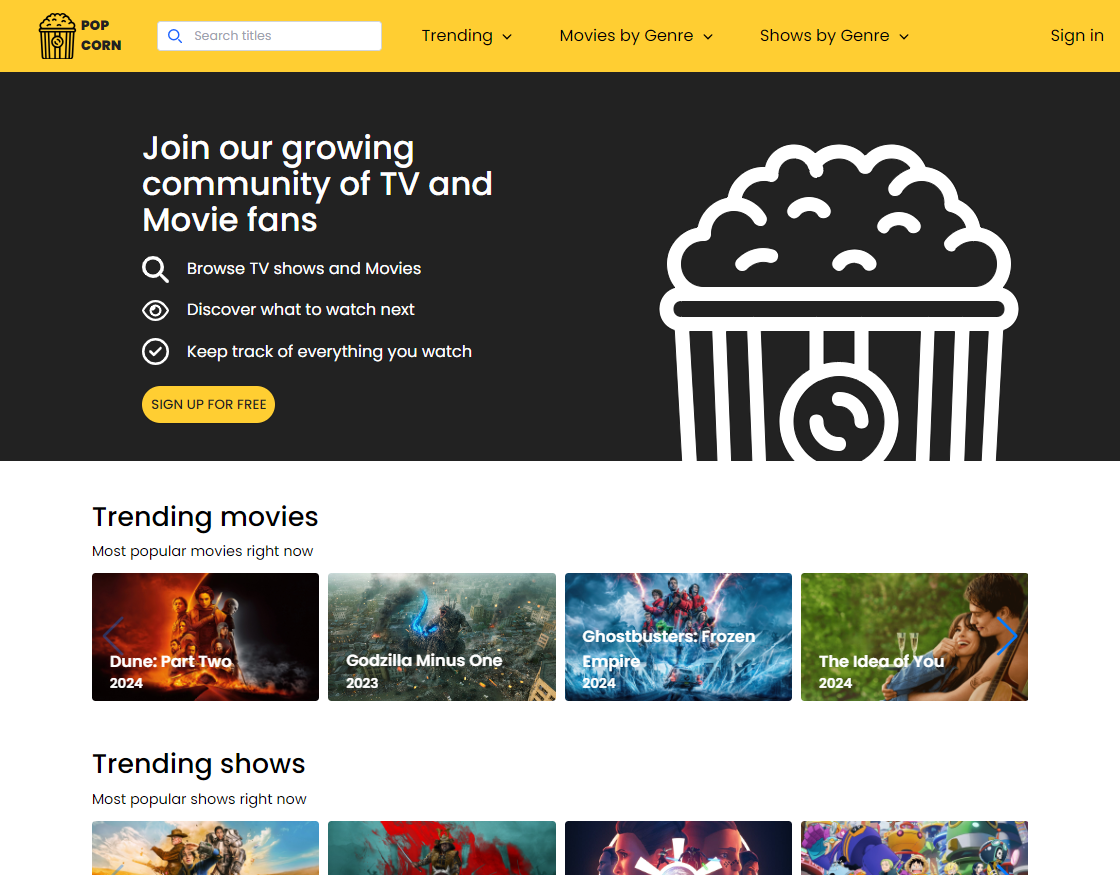 POP
CORN
Search titles
Trending
Movies by Genre
Shows by Genre
Sign in
Join our growing
community of TV and
Movie fans
Browse TV shows and Movies
Discover what to watch next
Keep track of everything you watch
SIGN UP FOR FREE
Trending movies
Most popular movies right now
Dune: Part Two
2024
Godzilla Minus One
2023
Ghostbusters: Frozen
Empire
2024
The Idea of You
2024
Trending shows
Most popular shows right now